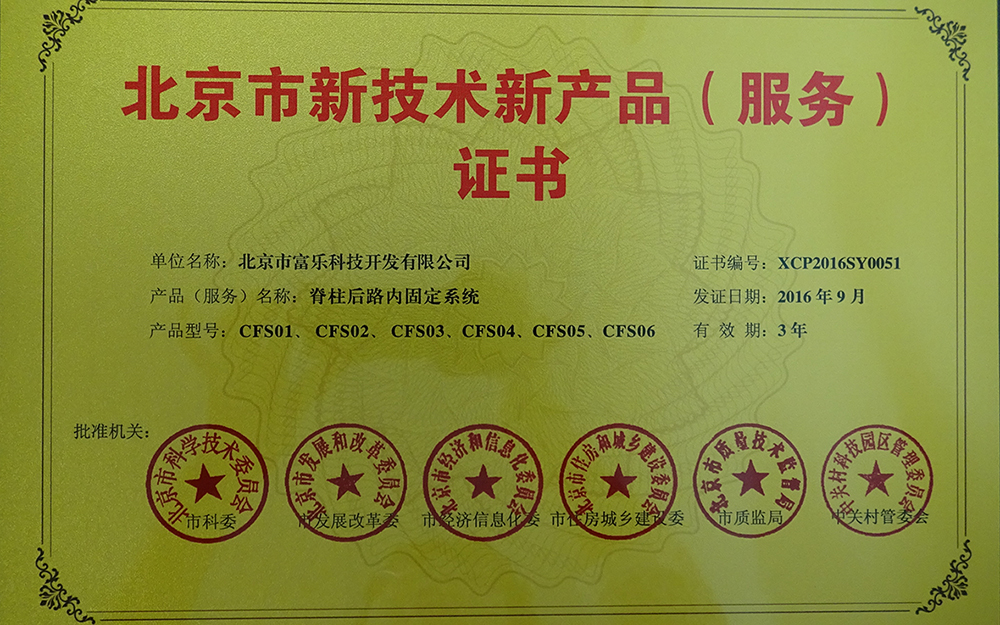 北京市新技术新产品（服务）
证书
单位名称：北京市富乐科技开发有限公司
证书编号：XCP2016SY0051
产品（服务）名称：脊柱后路内固定系统
发证日期：2016 年 9 月
产品型号：CFS01、CFS02、CFS03、CFS04、CFS05、CFS06
有 效 期：3 年
批准机关：
北京市科学技术委员会
北京市发展和改革委员会
北京市经济和信息化委员会
北京市住房和城乡建设委员会
北京市质量技术监督局
中关村科技园区管理委员会
市科委
市发展改革委
市经济信息化委
市住房城乡建设委
市质监局
中关村管委会